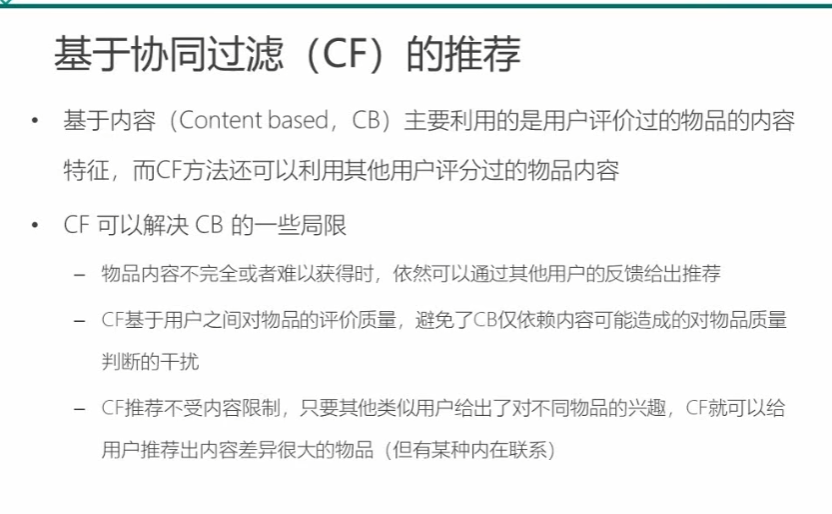 基于协同过滤（CF）的推荐
• 基于内容（Content based，CB）主要利用的是用户评价过的物品的内容
特征，而CF方法还可以利用其他用户评分过的物品内容
• CF 可以解决 CB 的一些局限
– 物品内容不完全或者难以获得时，依然可以通过其他用户的反馈给出推荐
– CF基于用户之间对物品的评价质量，避免了CB仅依赖内容可能造成的对物品质量
判断的干扰
– CF推荐不受内容限制，只要其他类似用户给出了对不同物品的兴趣，CF就可以给
用户推荐出内容差异很大的物品（但有某种内在联系）